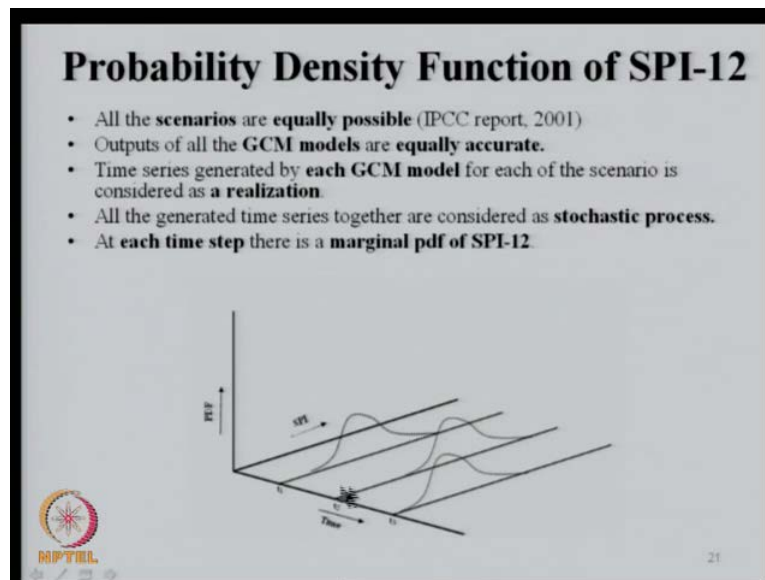 Probability Density Function of SPI-12
• All the scenarios are equally possible (IPCC report, 2001)
• Outputs of all the GCM models are equally accurate.
• Time series generated by each GCM model for each of the scenario is
considered as a realization.
• All the generated time series together are considered as stochastic process.
• At each time step there is a marginal pdf of SPI-12.
PDF
SPI
t₁
t₂
t₃
Time
NPTEL
21